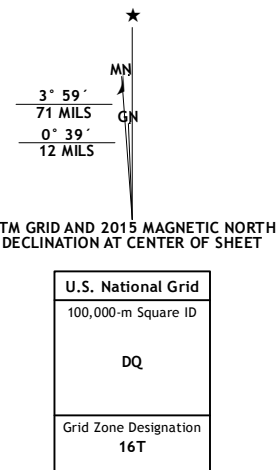 ★
MN
3° 59´
71 MILS
GN
0° 39´
12 MILS
TM GRID AND 2015 MAGNETIC NORTH
DECLINATION AT CENTER OF SHEET
U.S. National Grid
100,000-m Square ID
DQ
Grid Zone Designation
16T